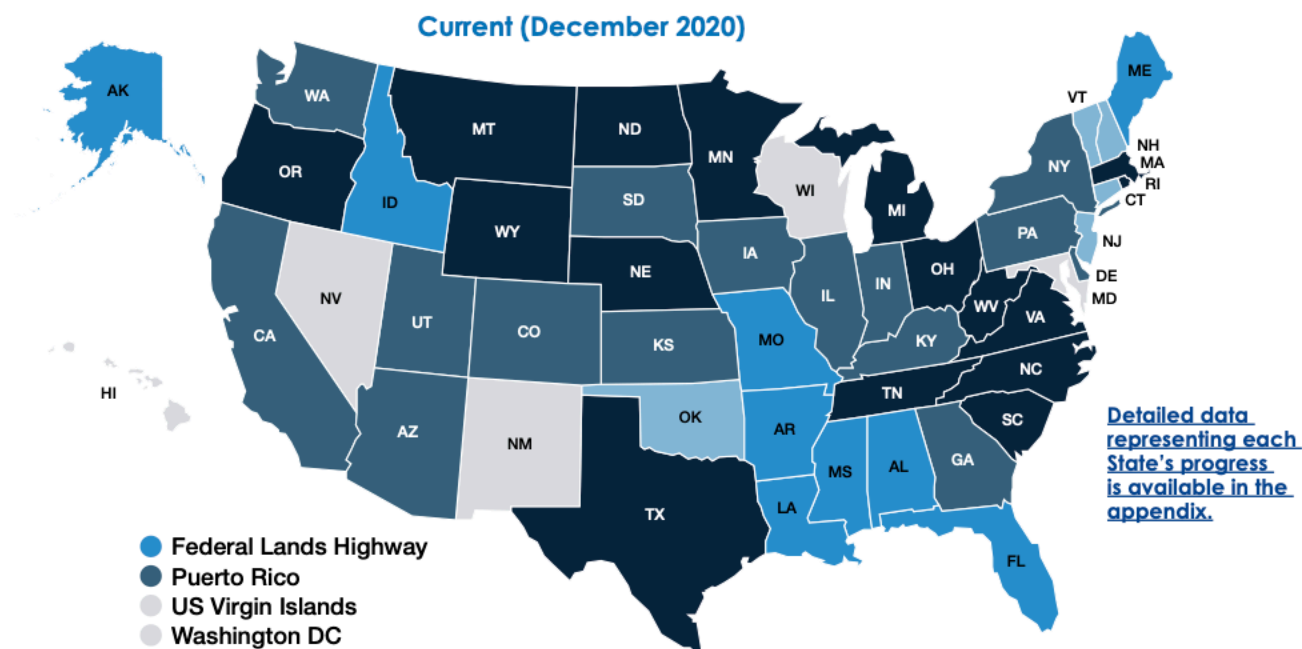 Current (December 2020)
AK
WA
MT
ND
MN
OR
ID
WY
SD
WI
MI
NY
VT
ME
NH
MA
RI
CT
NJ
PA
DE
MD
NE
IA
IL
IN
OH
WV
VA
NV
UT
CO
KS
MO
KY
CA
HI
AZ
NM
OK
AR
TN
NC
SC
MS
AL
GA
LA
TX
FL
Detailed data
representing each
State's progress
is available in the
appendix.
Federal Lands Highway
Puerto Rico
US Virgin Islands
Washington DC